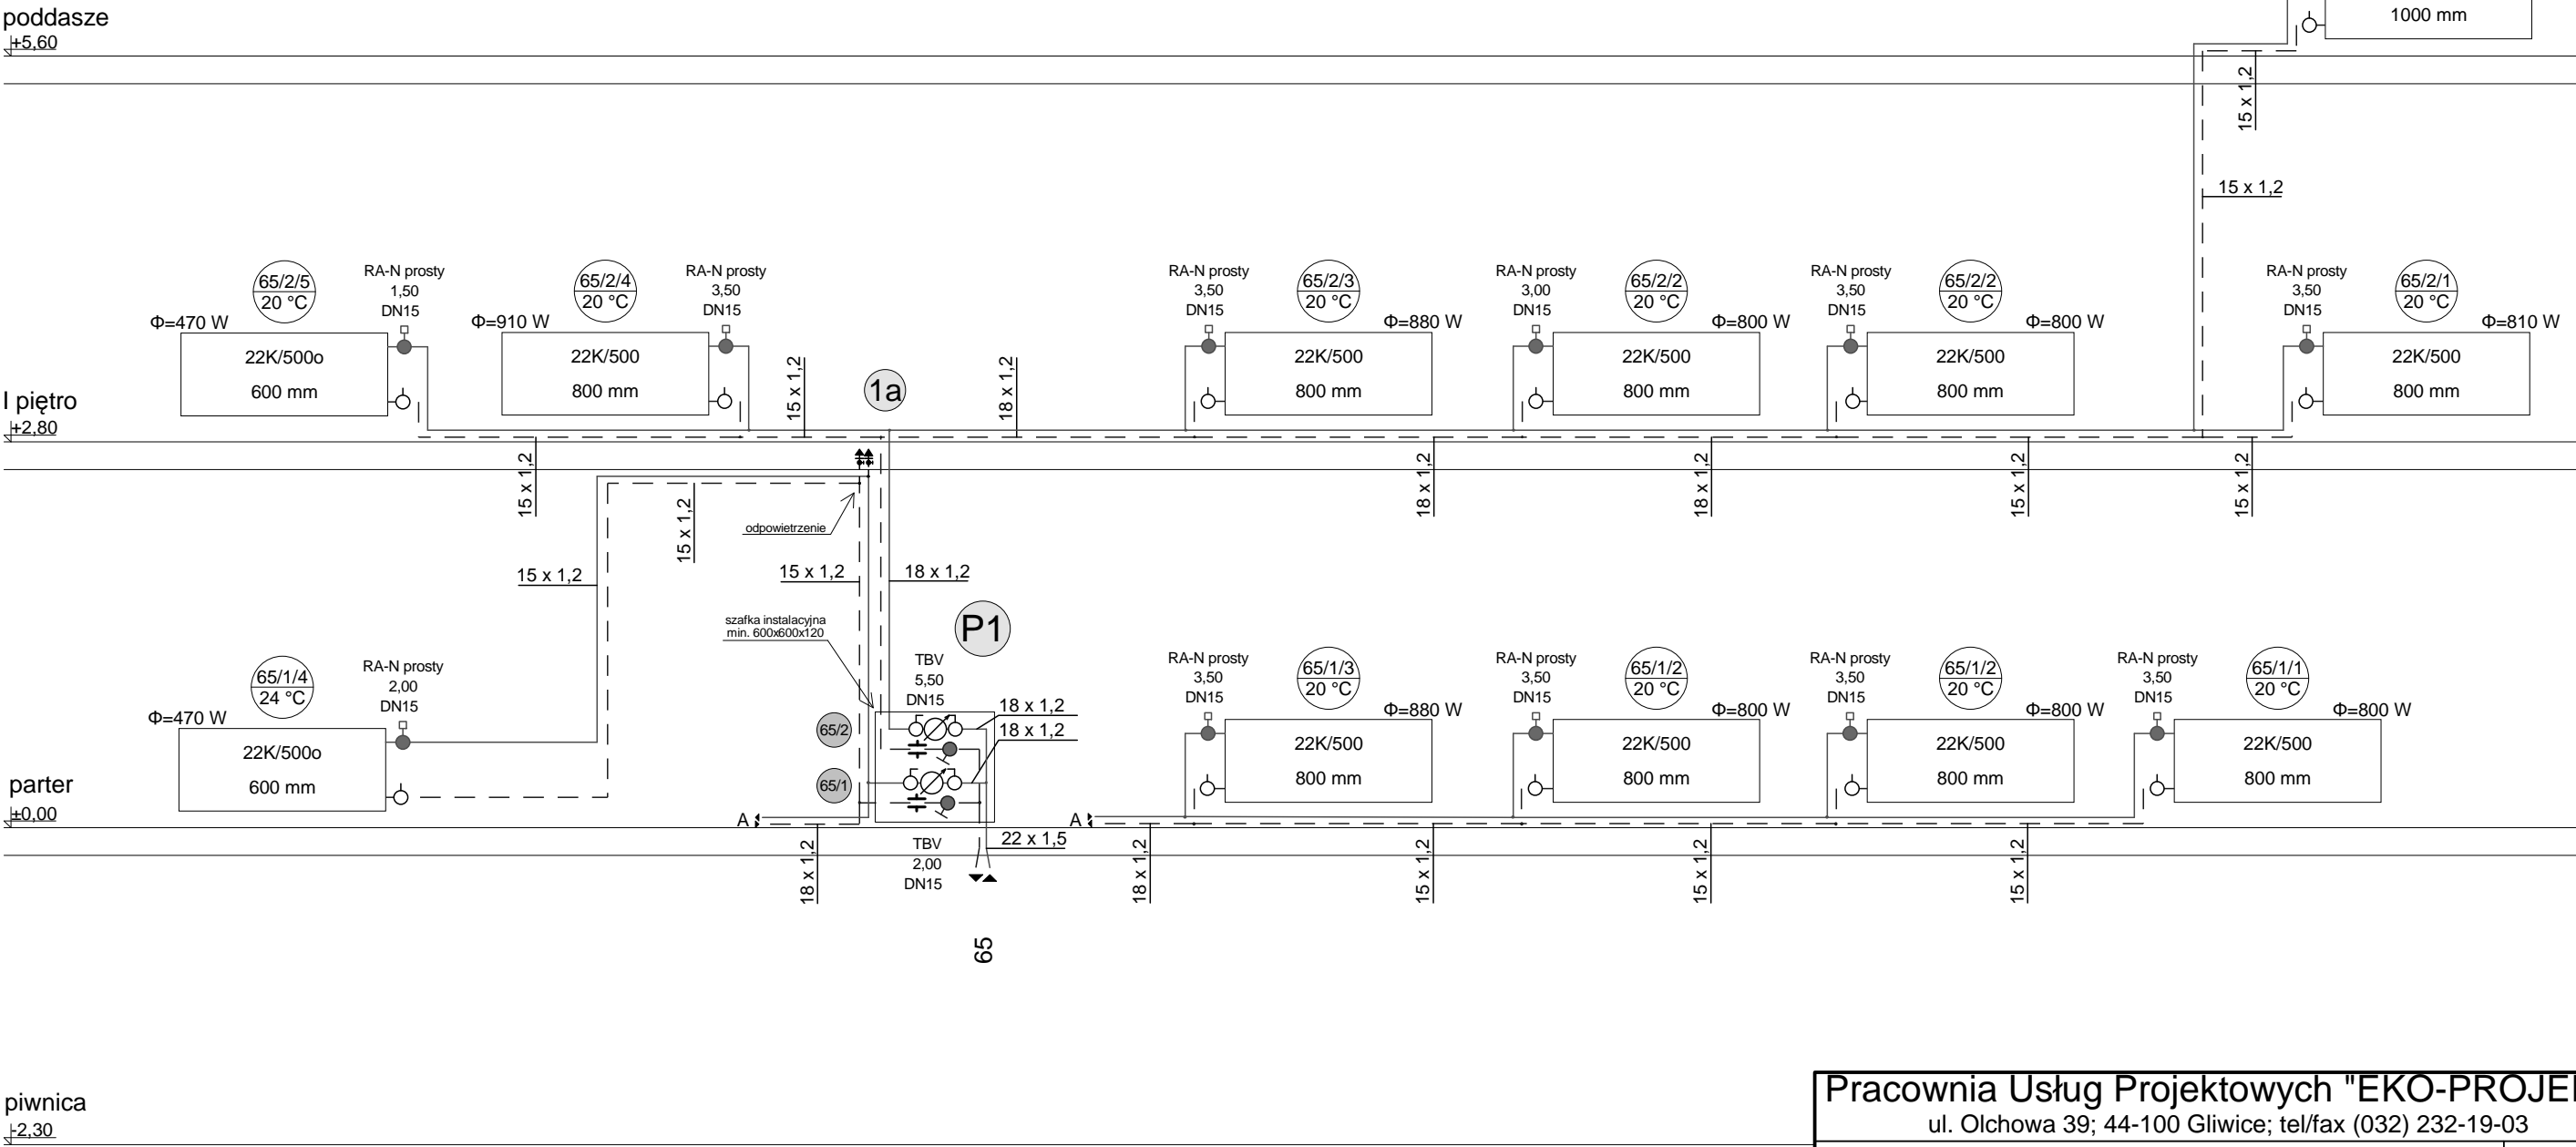 poddasze
+5,60
1000 mm
15 x 1,2
15 x 1,2
65/2/5
20 °C
RA-N prosty
1,50
DN15
Φ=470 W
22K/500o
600 mm
65/2/4
20 °C
RA-N prosty
3,50
DN15
Φ=910 W
22K/500
800 mm
15 x 1,2
1a
18 x 1,2
RA-N prosty
3,50
DN15
65/2/3
20 °C
Φ=880 W
22K/500
800 mm
RA-N prosty
3,00
DN15
65/2/2
20 °C
Φ=800 W
22K/500
800 mm
RA-N prosty
3,50
DN15
65/2/2
20 °C
Φ=800 W
22K/500
800 mm
RA-N prosty
3,50
DN15
65/2/1
20 °C
Φ=810 W
22K/500
800 mm
I piętro
+2,80
15 x 1,2
15 x 1,2
18 x 1,2
18 x 1,2
15 x 1,2
15 x 1,2
odpowietrzenie
15 x 1,2
15 x 1,2
18 x 1,2
szafka instalacyjna
min. 600x600x120
P1
TBV
5,50
DN15
18 x 1,2
18 x 1,2
65/2
65/1
65/1/4
24 °C
RA-N prosty
2,00
DN15
Φ=470 W
22K/500o
600 mm
RA-N prosty
3,50
DN15
65/1/3
20 °C
Φ=880 W
22K/500
800 mm
RA-N prosty
3,50
DN15
65/1/2
20 °C
Φ=800 W
22K/500
800 mm
RA-N prosty
3,50
DN15
65/1/2
20 °C
Φ=800 W
22K/500
800 mm
RA-N prosty
3,50
DN15
65/1/1
20 °C
Φ=800 W
22K/500
800 mm
parter
±0,00
A
A
18 x 1,2
TBV
2,00
DN15
22 x 1,5
18 x 1,2
15 x 1,2
15 x 1,2
15 x 1,2
65
piwnica
-2,30
Pracownia Usług Projektowych "EKO-PROJE
ul. Olchowa 39; 44-100 Gliwice; tel/fax (032) 232-19-03